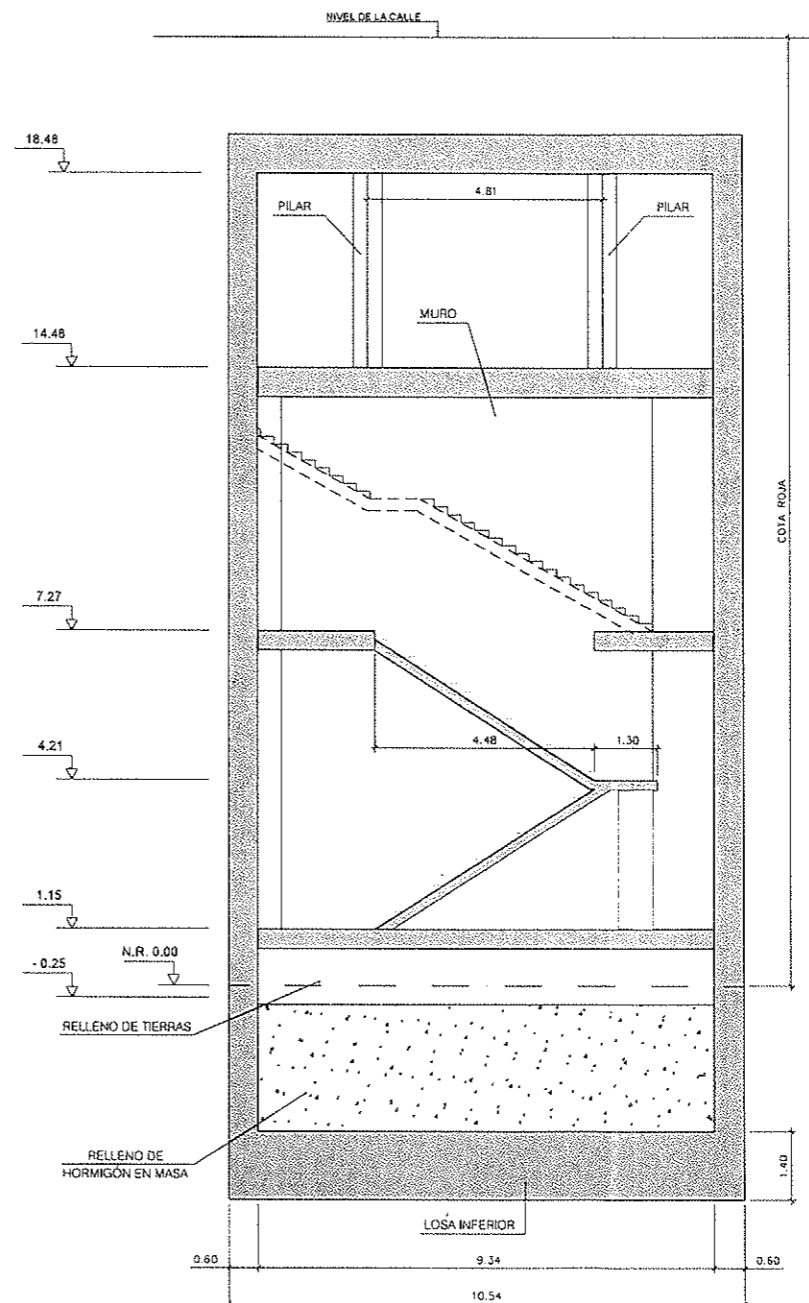 NIVEL DE LA CALLE
18.48
4.81
PILAR
PILAR
MURO
14.48
COTA ROJA
7.27
4.48
1.30
4.21
1.15
N.R. 0.00
- 0.25
RELLENO DE TIERRAS
RELLENO DE
HORMIGÓN EN MASA
1.40
LOSA INFERIOR
0.60
9.34
0.60
10.54